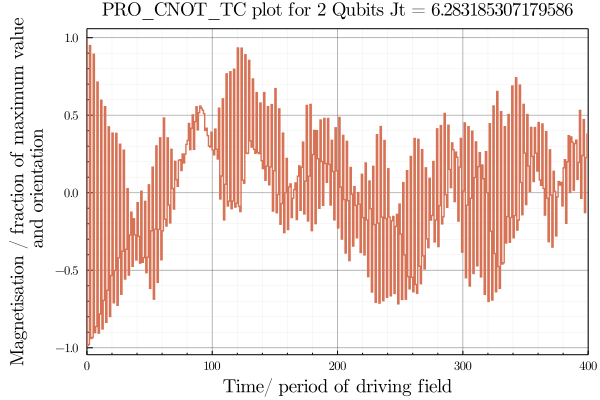 PRO_CNOT_TC plot for 2 Qubits Jt = 6.283185307179586
Magnetisation / fraction of maximum value
and orientation
1.0
0.5
0.0
−0.5
−1.0
0 100 200 300 400
Time/ period of driving field